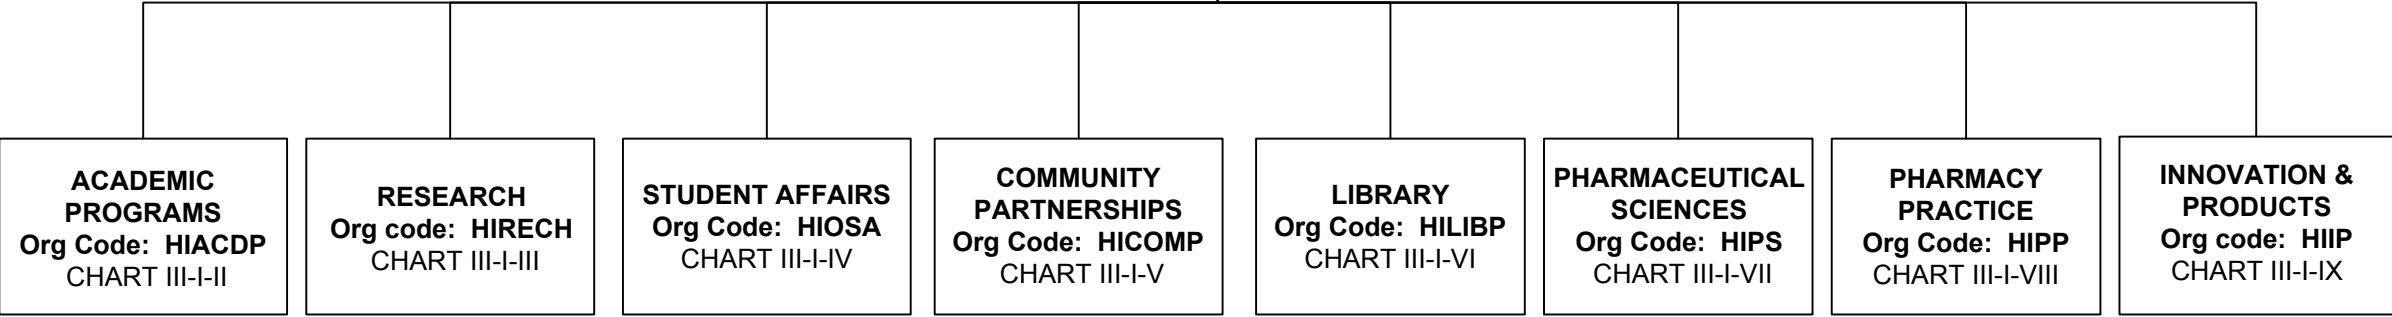 ACADEMIC
PROGRAMS
Org Code: HIACDP
CHART III-I-II
RESEARCH
Org code: HIRECH
CHART III-I-III
STUDENT AFFAIRS
Org Code: HIOSA
CHART III-I-IV
COMMUNITY
PARTNERSHIPS
Org Code: HICOMP
CHART III-I-V
LIBRARY
Org Code: HILIBP
CHART III-I-VI
PHARMACEUTICAL
SCIENCES
Org Code: HIPS
CHART III-I-VII
PHARMACY
PRACTICE
Org Code: HIPP
CHART III-I-VIII
INNOVATION &
PRODUCTS
Org code: HIIP
CHART III-I-IX